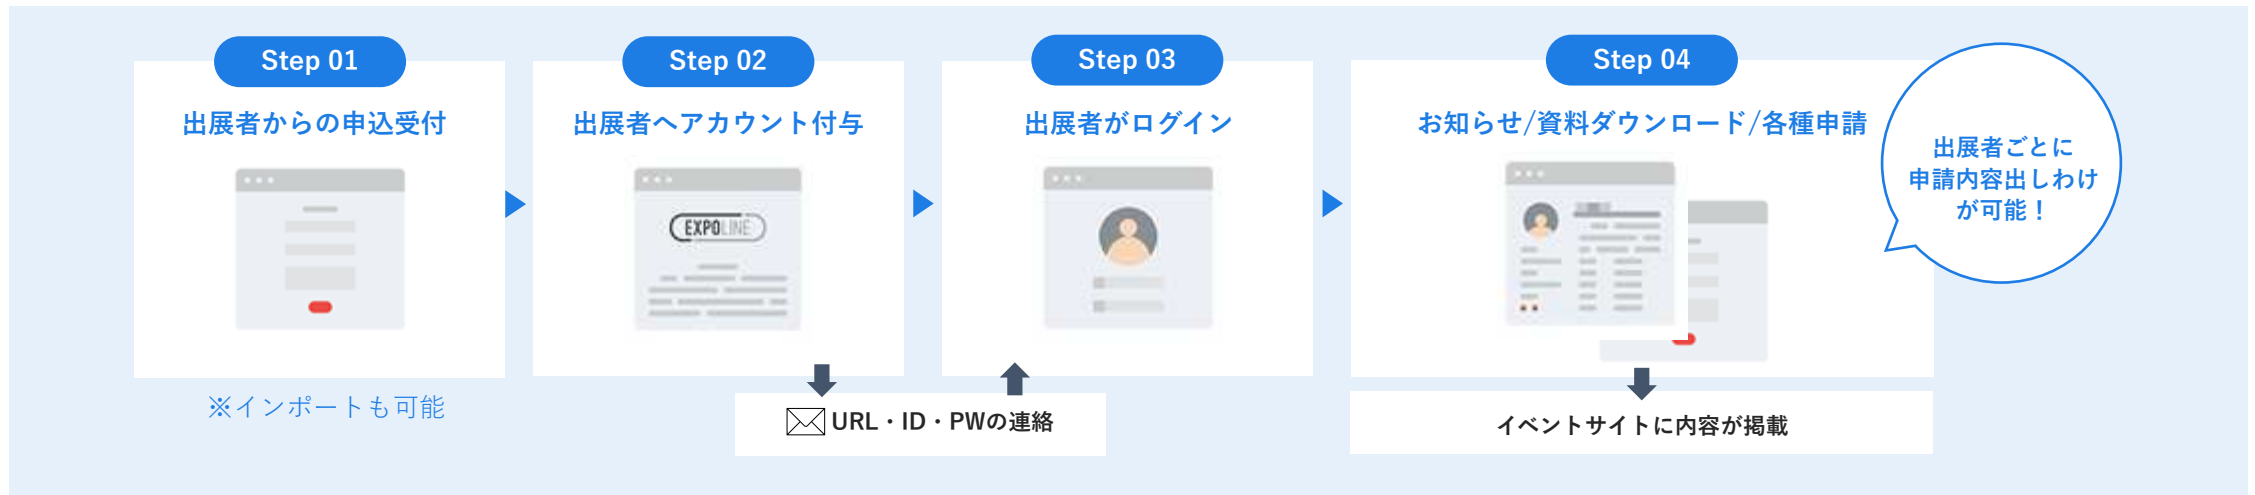 Step 01
出展者からの申込受付
※インポートも可能
Step 02
出展者へアカウント付与
EXPOLINE
URL・ID・PWの連絡
Step 03
出展者がログイン
Step 04
お知らせ/資料ダウンロード/各種申請
イベントサイトに内容が掲載
出展者ごとに
申請内容出しわけ
が可能！